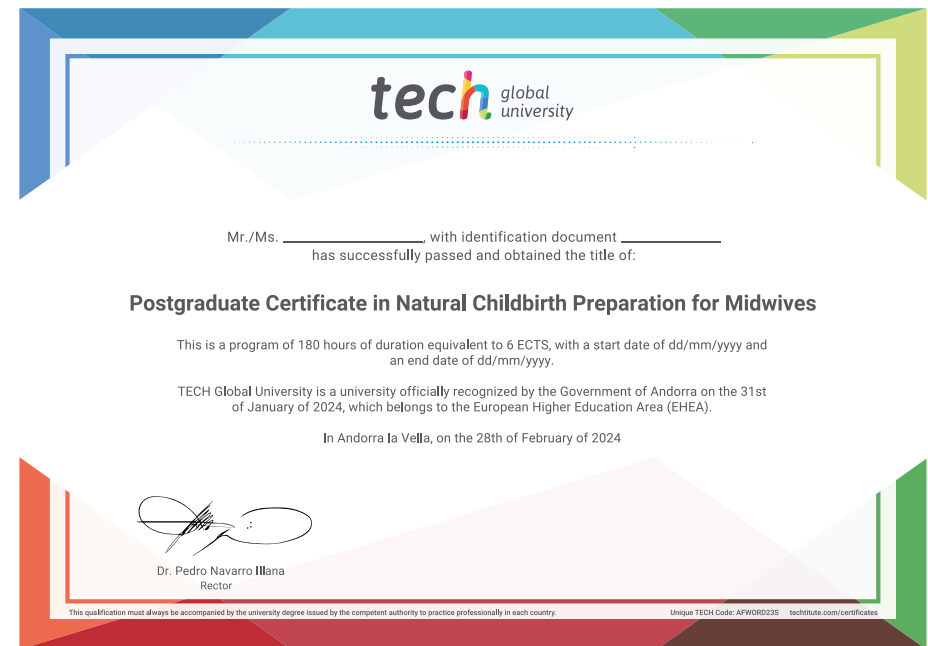 tech global
university
Mr./Ms. ____________, with identification document ____________
has successfully passed and obtained the title of:
Postgraduate Certificate in Natural Childbirth Preparation for Midwives
This is a program of 180 hours of duration equivalent to 6 ECTS, with a start date of dd/mm/yyyy and
an end date of dd/mm/yyyy.
TECH Global University is a university officially recognized by the Government of Andorra on the 31st
of January of 2024, which belongs to the European Higher Education Area (EHEA).
In Andorra la Vella, on the 28th of February of 2024
Dr. Pedro Navarro Illana
Rector
This qualification must always be accompanied by the university degree issued by the competent authority to practice professionally in each country. Unique TECH Code: AFWORD23S techtitute.com/certificates